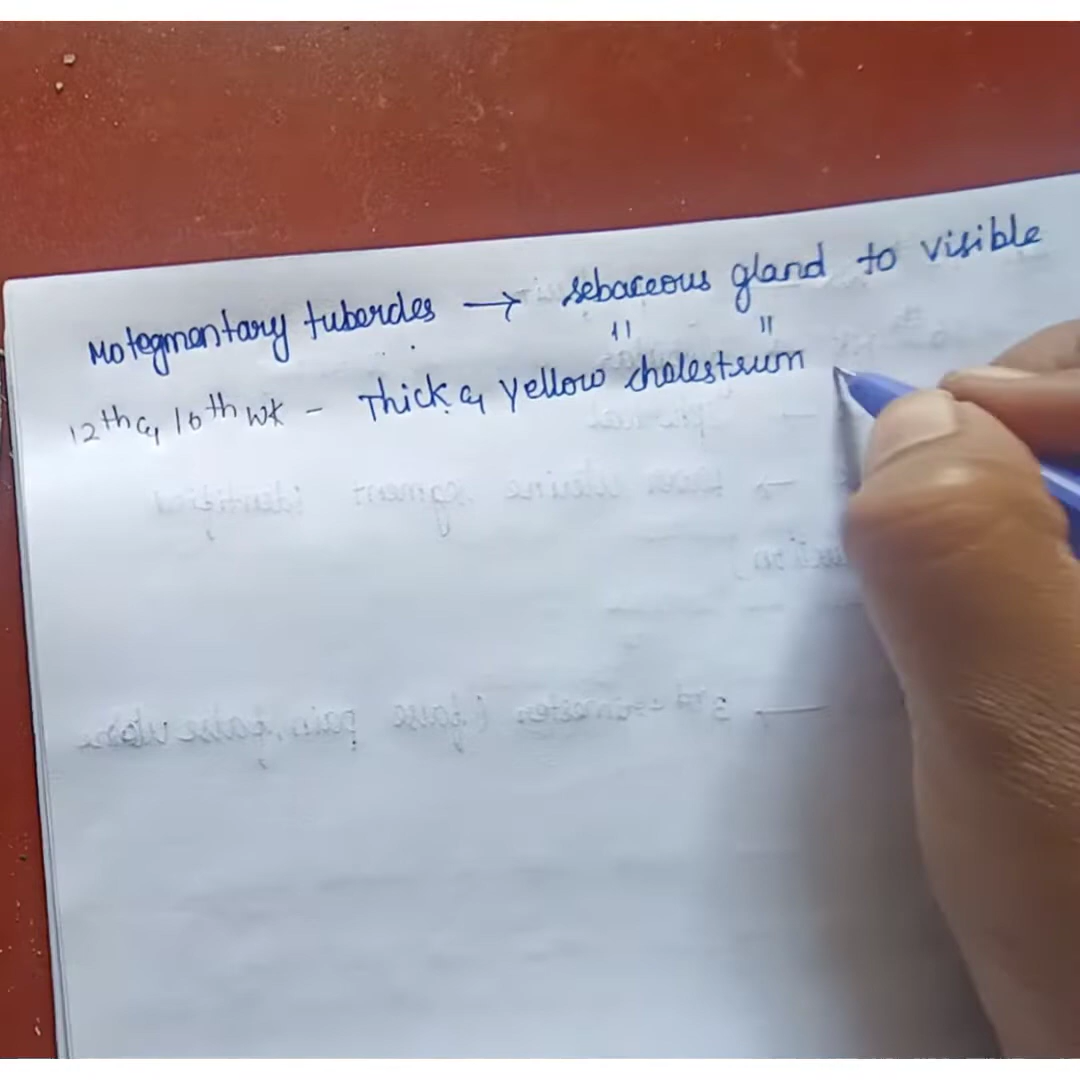 Motegmentary tubercles → sebaceous gland to visible
" "
12th & 16th wk - Thick & yellow cholestrum